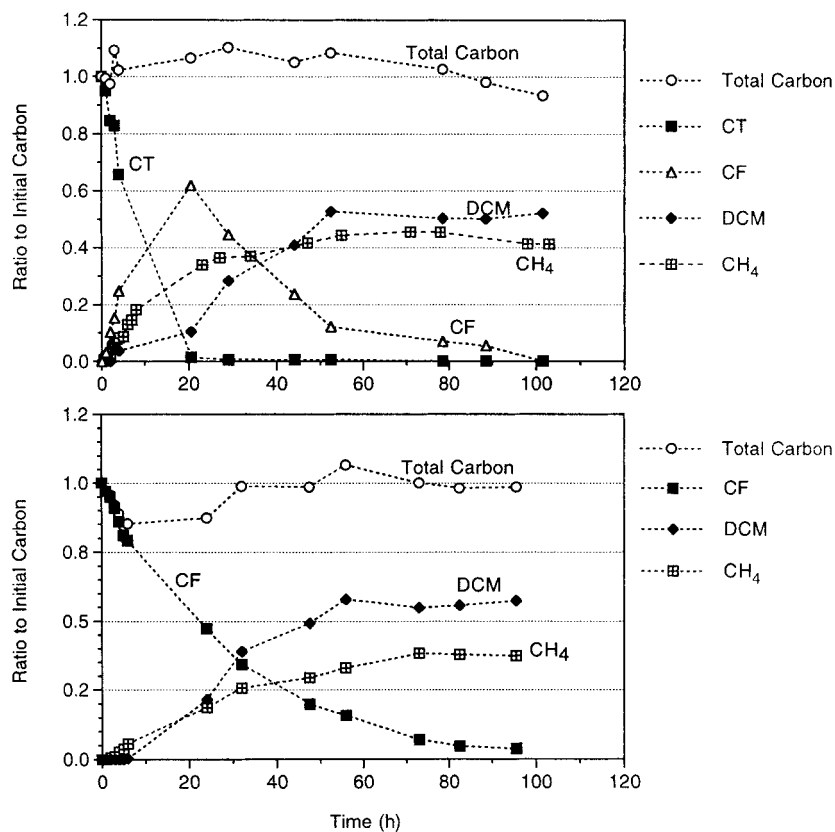 Ratio to Initial Carbon
1.2
1.0
0.8
0.6
0.4
0.2
0.0
Total Carbon
CT
DCM
CH4
CF
0
20
40
60
80
100
120
Total Carbon
CT
CF
DCM
CH4
Ratio to Initial Carbon
1.2
1.0
0.8
0.5
0.2
0.0
Total Carbon
CF
DCM
CH4
0
20
40
60
80
100
120
Time (h)
Total Carbon
CF
DCM
CH4